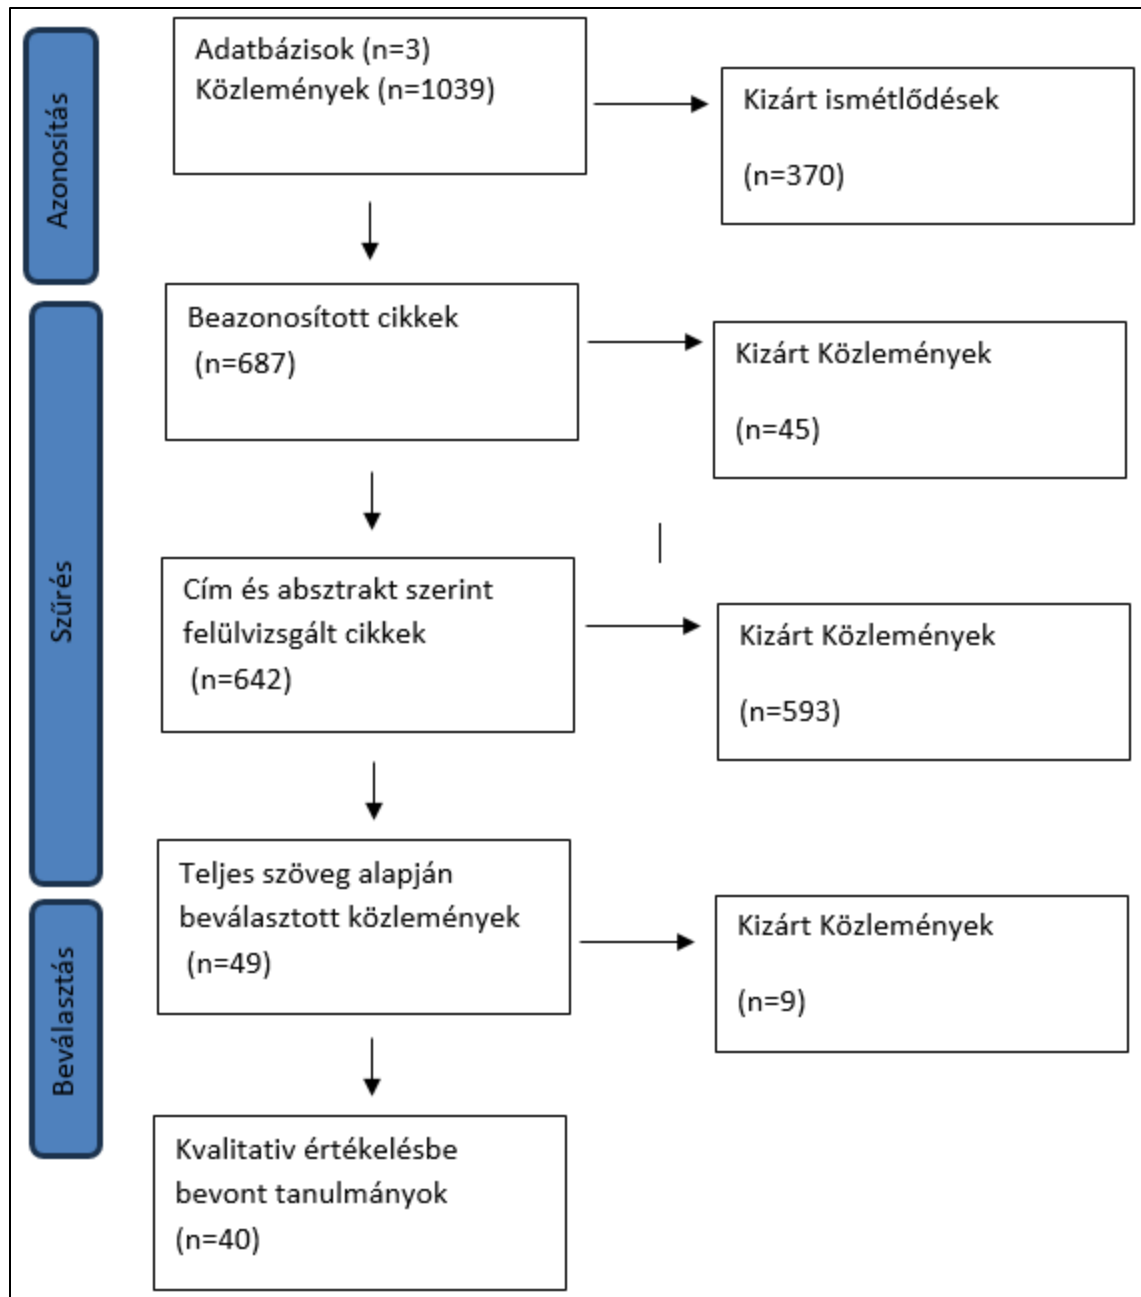 Azonosítás
Adatbázisok (n=3)
Közlemények (n=1039)
Kizárt ismétlődések
(n=370)
Szűrés
Beazonosított cikkek
(n=687)
Kizárt Közlemények
(n=45)
Cím és absztrakt szerint
felülvizsgált cikkek
(n=642)
Kizárt Közlemények
(n=593)
Teljes szöveg alapján
beválasztott közlemények
(n=49)
Beválasztás
Kizárt Közlemények
(n=9)
Kvalitativ értékelésbe
bevont tanulmányok
(n=40)